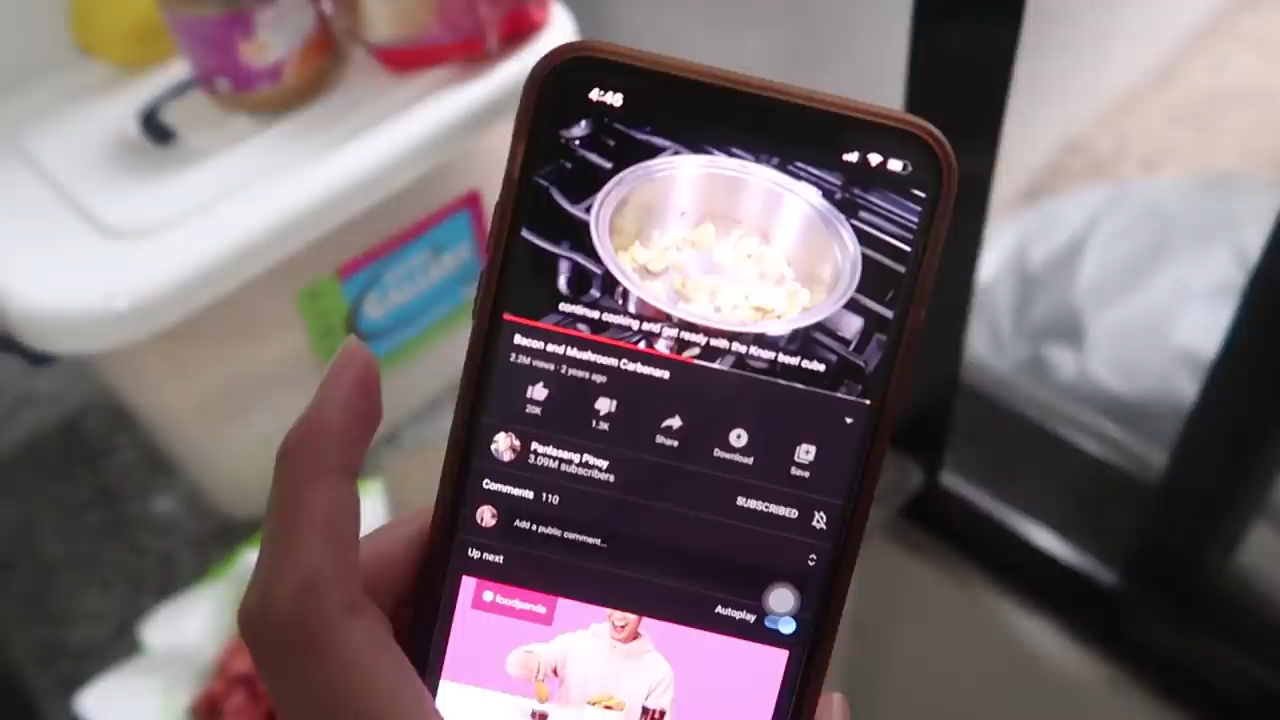 4:46
continue cooking and get ready with the Knorr beef cube
Bacon and Mushroom Carbonara
2.2M views · 2 years ago
20K
1.3K
Share
Download
Save
Panlasang Pinoy
3.09M subscribers
SUBSCRIBED
Comments 110
Add a public comment...
Up next
Autoplay
foodpanda